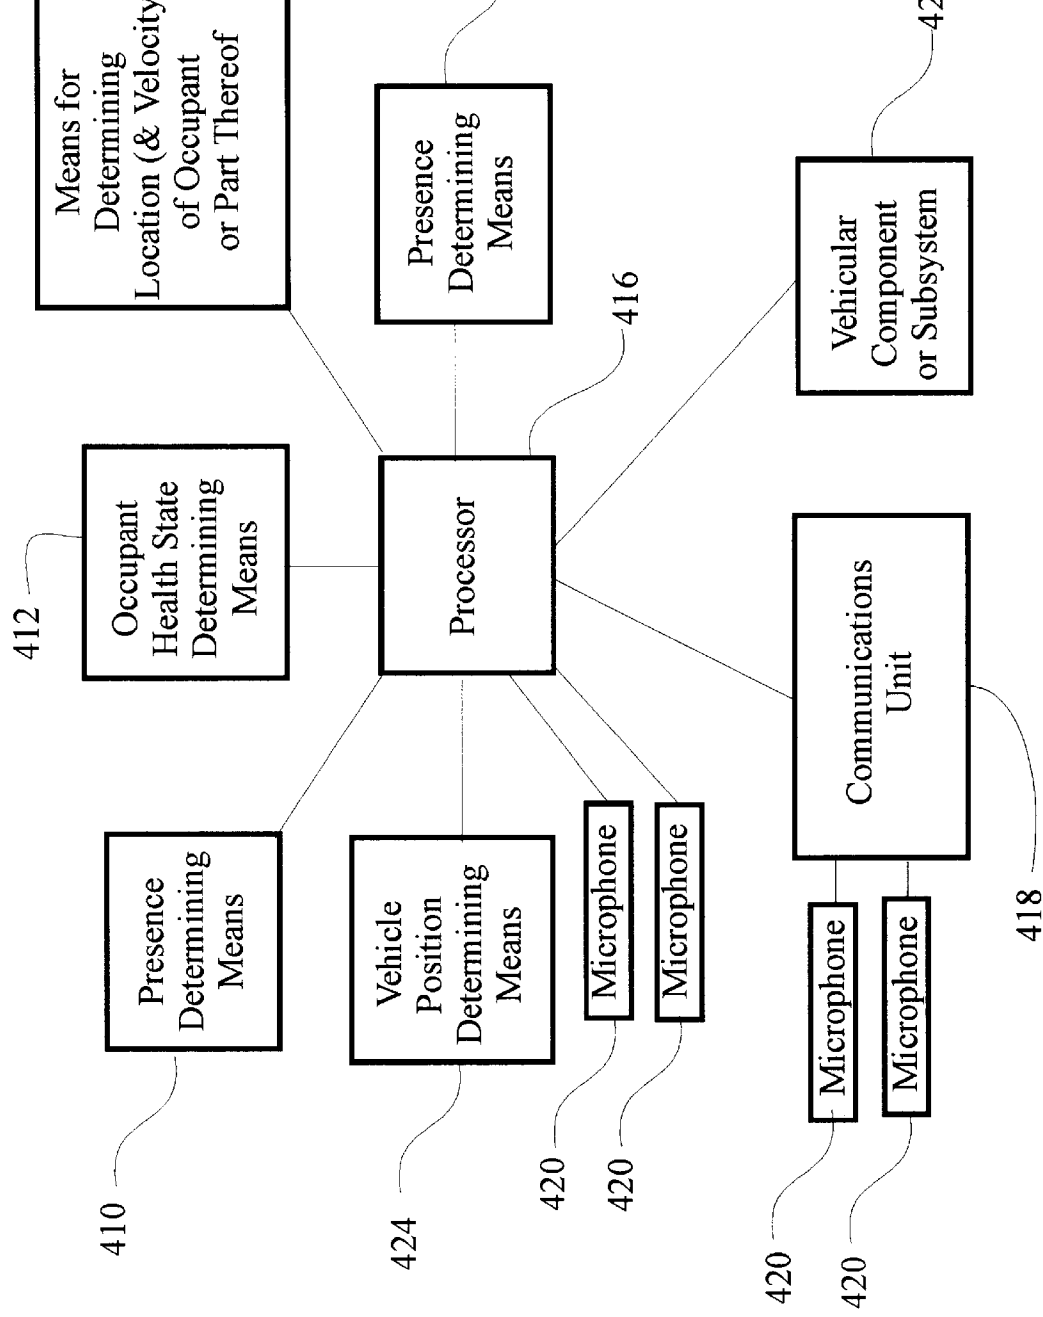 412
Means for
Determining
Location (& Velocity
of Occupant
or Part Thereof
Occupant
Health State
Determining
Means
410
Presence
Determining
Means
424
Vehicle
Position
Determining
Means
Processor
Presence
Determining
Means
416
420
Microphone
420
Microphone
420
Microphone
420
Microphone
Communications
Unit
418
Vehicular
Component
or Subsystem